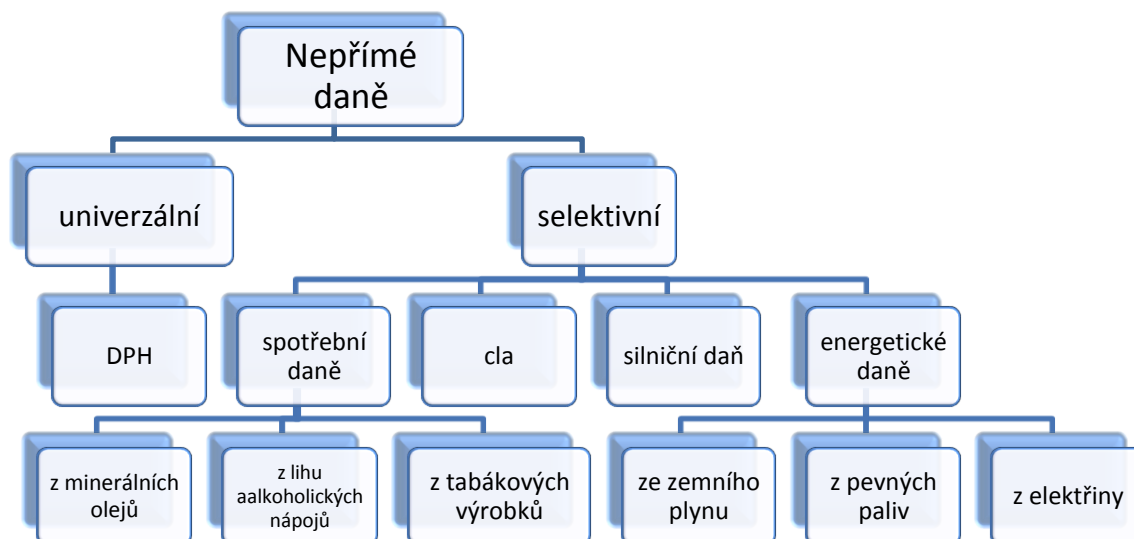 Nepřímé
daně
univerzální
selektivní
DPH
spotřební
daně
cla
silniční daň
energetické
daně
z minerálních
olejů
z lihu
aalkoholických
nápojů
z tabákových
výrobků
ze zemního
plynu
z pevných
paliv
z elektřiny